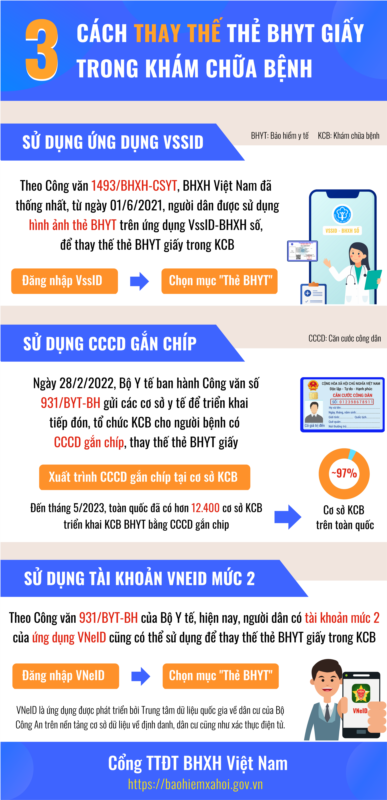 3
CÁCH THAY THẾ THẺ BHYT GIẤY
TRONG KHÁM CHỮA BỆNH
SỬ DỤNG ỨNG DỤNG VSSID
BHYT: Bảo hiểm y tế KCB: Khám chữa bệnh
Theo Công văn 1493/BHXH-CSYT, BHXH Việt Nam đã
thống nhất, từ ngày 01/6/2021, người dân được sử dụng
hình ảnh thẻ BHYT trên ứng dụng VssID-BHXH số,
để thay thế thẻ BHYT giấy trong KCB
Đăng nhập VssID
Chọn mục "Thẻ BHYT"
VSSID - BHXH SỐ
SỬ DỤNG CCCD GẮN CHÍP
CCCD: Căn cước công dân
Ngày 28/2/2022, Bộ Y tế ban hành Công văn số
931/BYT-BH gửi các cơ sở y tế để triển khai
tiếp đón, tổ chức KCB cho người bệnh có
CCCD gắn chíp, thay thế thẻ BHYT giấy
CỘNG HÒA XÃ HỘI CHỦ NGHĨA VIỆT NAM
Độc lập - Tự do - Hạnh phúc
CĂN CƯỚC CÔNG DÂN
Xuất trình CCCD gắn chíp tại cơ sở KCB
~97%
Đến tháng 5/2023, toàn quốc đã có hơn 12.400 cơ sở KCB
triển khai KCB BHYT bằng CCCD gắn chip
Cơ sở KCB
trên toàn quốc
SỬ DỤNG TÀI KHOẢN VNEID MỨC 2
Theo Công văn 931/BYT-BH của Bộ Y tế, hiện nay, người dân có tài khoản mức 2
của ứng dụng VNeID cũng có thể sử dụng để thay thế thẻ BHYT giấy trong KCB
Đăng nhập VNeID
Chọn mục "Thẻ BHYT"
VNeID
VNeID là ứng dụng được phát triển bởi Trung tâm dữ liệu quốc gia về dân cư của Bộ
Công An trên nền tảng cơ sở dữ liệu về định danh, dân cư cũng như xác thực điện tử.
Cổng TTĐT BHXH Việt Nam
https://baohiemxahoi.gov.vn